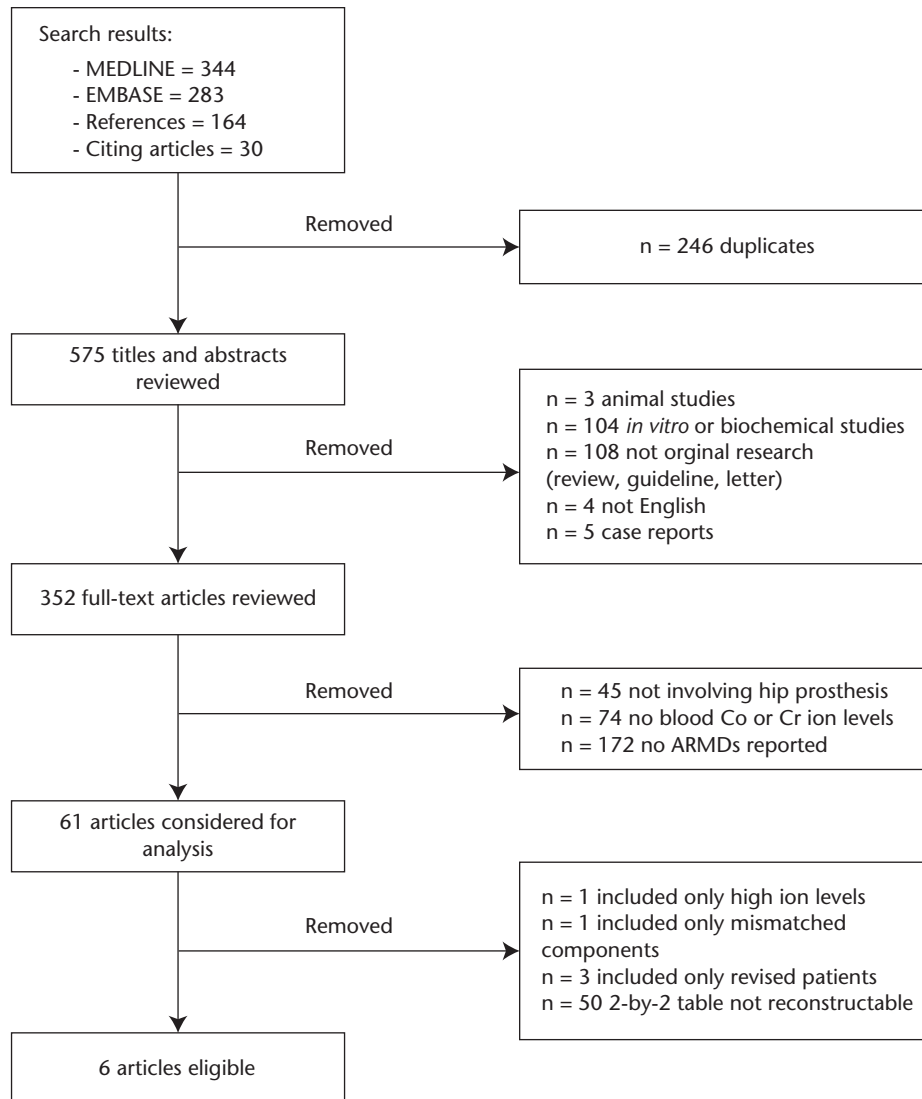 Search results:
- MEDLINE = 344
- EMBASE = 283
- References = 164
- Citing articles = 30
Removed
n = 246 duplicates
575 titles and abstracts
reviewed
Removed
n = 3 animal studies
n = 104 in vitro or biochemical studies
n = 108 not orginal research
(review, guideline, letter)
n = 4 not English
n = 5 case reports
352 full-text articles reviewed
Removed
n = 45 not involving hip prosthesis
n = 74 no blood Co or Cr ion levels
n = 172 no ARMDs reported
61 articles considered for
analysis
Removed
n = 1 included only high ion levels
n = 1 included only mismatched
components
n = 3 included only revised patients
n = 50 2-by-2 table not reconstructable
6 articles eligible